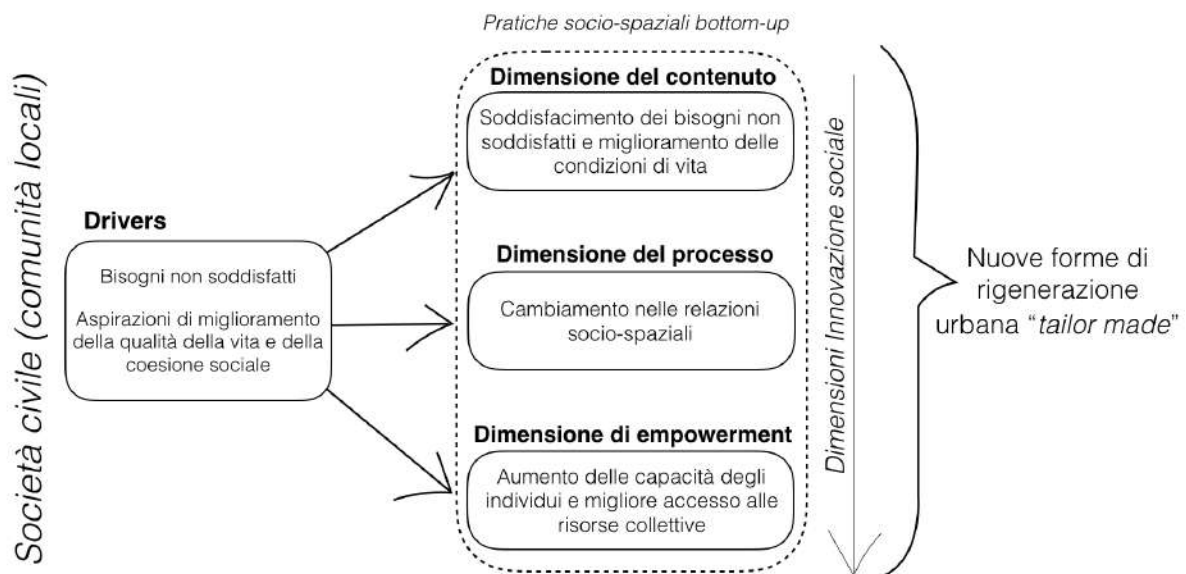 Pratiche socio-spaziali bottom-up
Società civile (comunità locali)
Drivers
Bisogni non soddisfatti
Aspirazioni di miglioramento
della qualità della vita e della
coesione sociale
Dimensione del contenuto
Soddisfacimento dei bisogni non
soddisfatti e miglioramento delle
condizioni di vita
Dimensione del processo
Cambiamento nelle relazioni
socio-spaziali
Dimensione di empowerment
Aumento delle capacità degli
individui e migliore accesso alle
risorse collettive
Dimensioni Innovazione sociale
Nuove forme di
rigenerazione
urbana “tailor made”